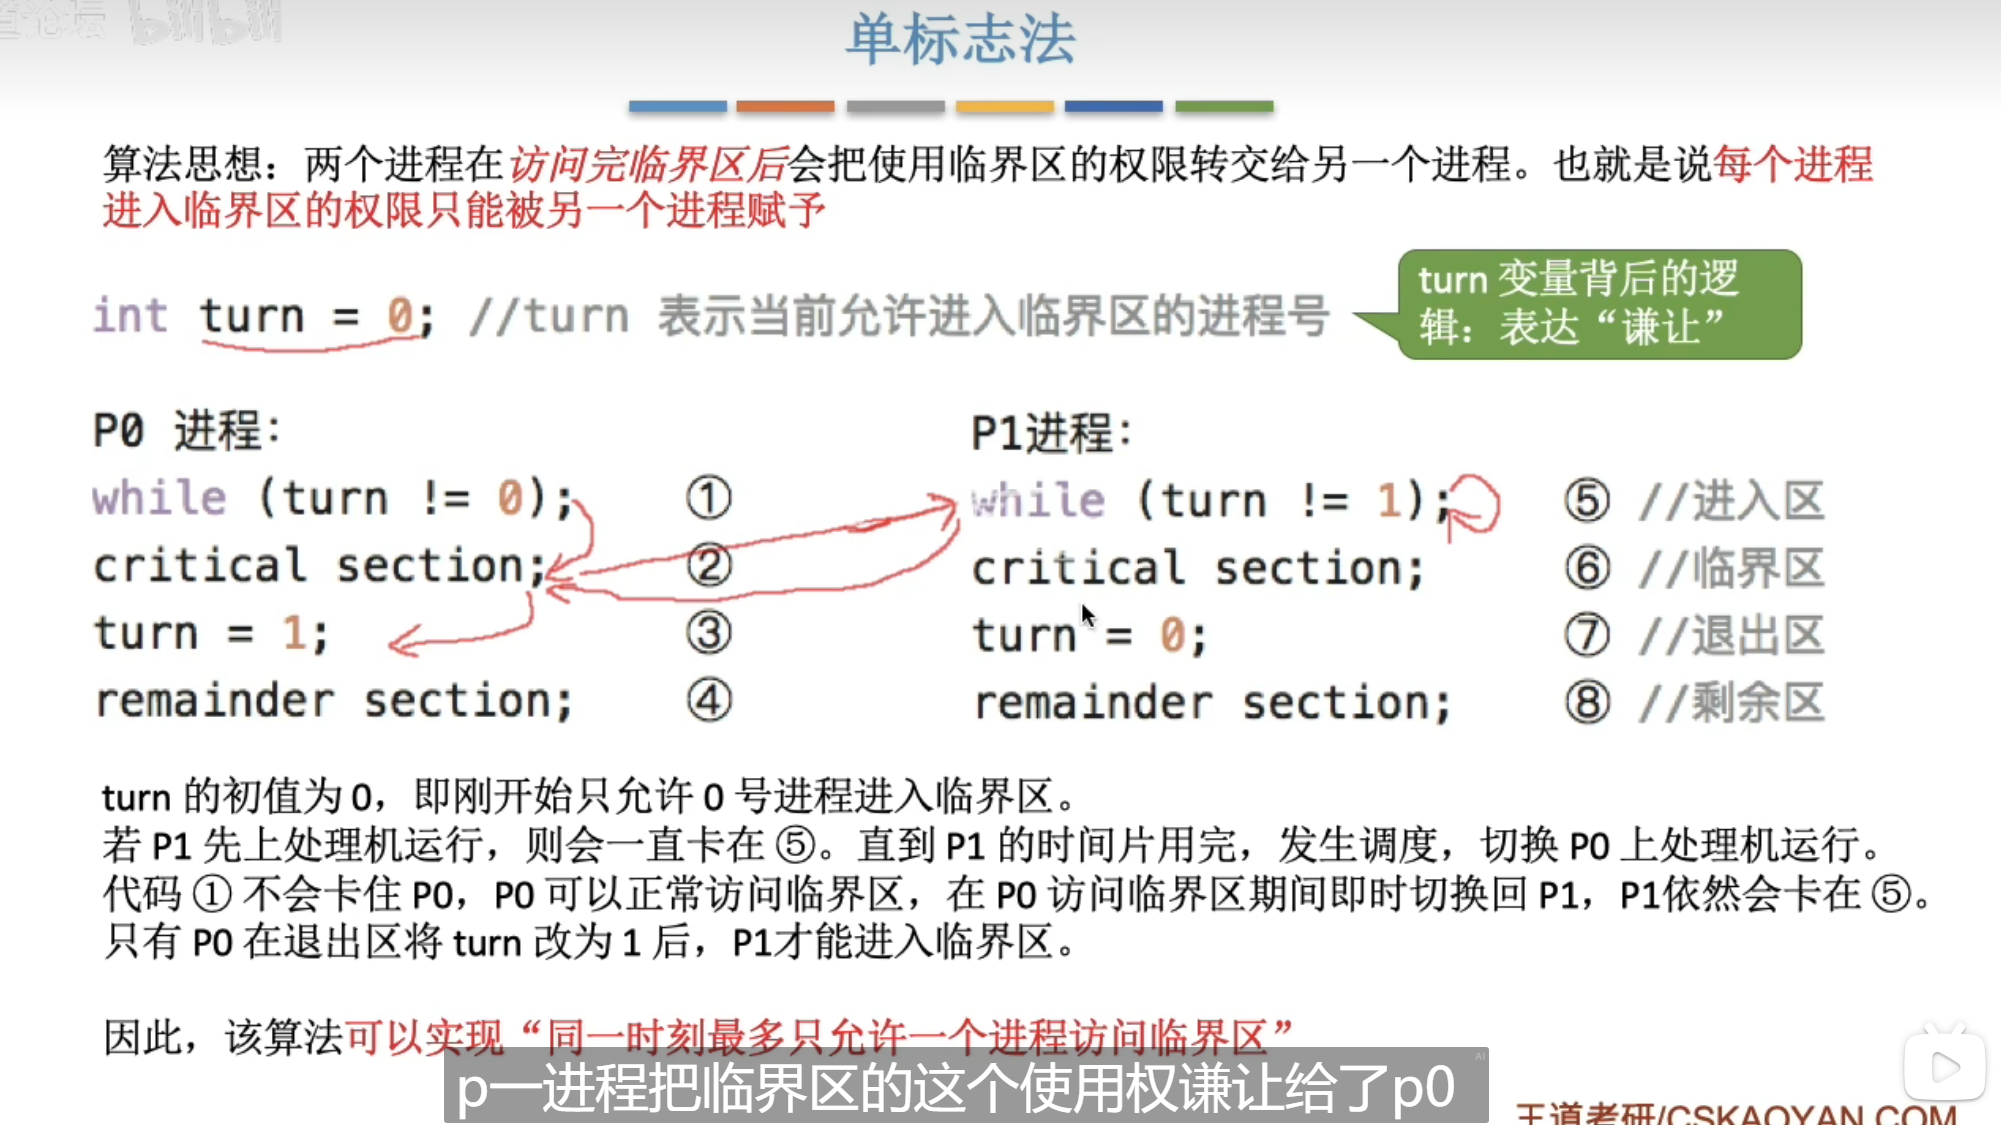 道论坛 bilibili
单标志法
算法思想：两个进程在访问完临界区后会把使用临界区的权限转交给另一个进程。也就是说每个进程
进入临界区的权限只能被另一个进程赋予
int turn = 0; //turn 表示当前允许进入临界区的进程号
turn 变量背后的逻
辑：表达“谦让”
P0 进程：
while (turn != 0); ①
critical section; ②
turn = 1; ③
remainder section; ④
P1进程：
while (turn != 1); ⑤ //进入区
critical section; ⑥ //临界区
turn = 0; ⑦ //退出区
remainder section; ⑧ //剩余区
turn 的初值为 0，即刚开始只允许 0 号进程进入临界区。
若 P1 先上处理机运行，则会一直卡在 ⑤。直到 P1 的时间片用完，发生调度，切换 P0 上处理机运行。
代码 ① 不会卡住 P0，P0 可以正常访问临界区，在 P0 访问临界区期间即时切换回 P1，P1依然会卡在 ⑤。
只有 P0 在退出区将 turn 改为 1 后，P1才能进入临界区。
因此，该算法可以实现“同一时刻最多只允许一个进程访问临界区”
AI
p一进程把临界区的这个使用权谦让给了p0
王道考研/CSKAOYAN.COM